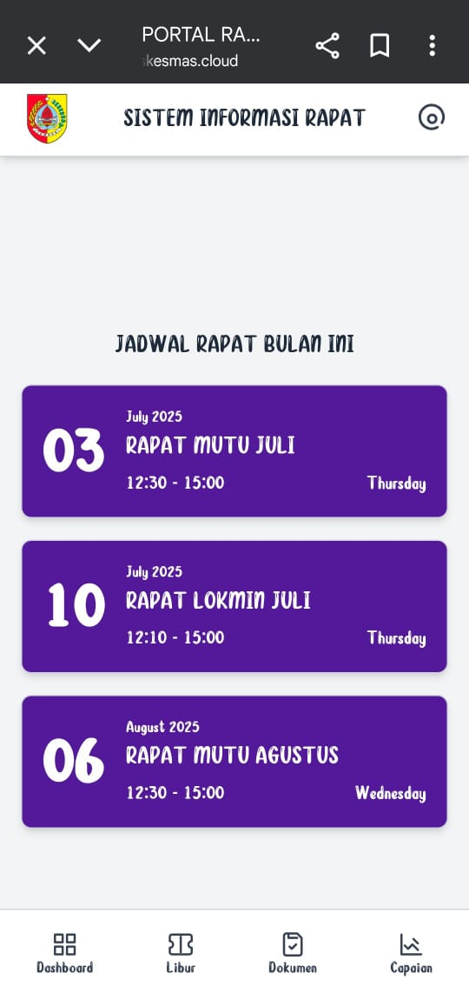 PORTAL RA...
kesmas.cloud
SISTEM INFORMASI RAPAT
JADWAL RAPAT BULAN INI
03
July 2025
RAPAT MUTU JULI
12:30 - 15:00
Thursday
10
July 2025
RAPAT LOKMIN JULI
12:10 - 15:00
Thursday
06
August 2025
RAPAT MUTU AGUSTUS
12:30 - 15:00
Wednesday
Dashboard
Libur
Dokumen
Capaian